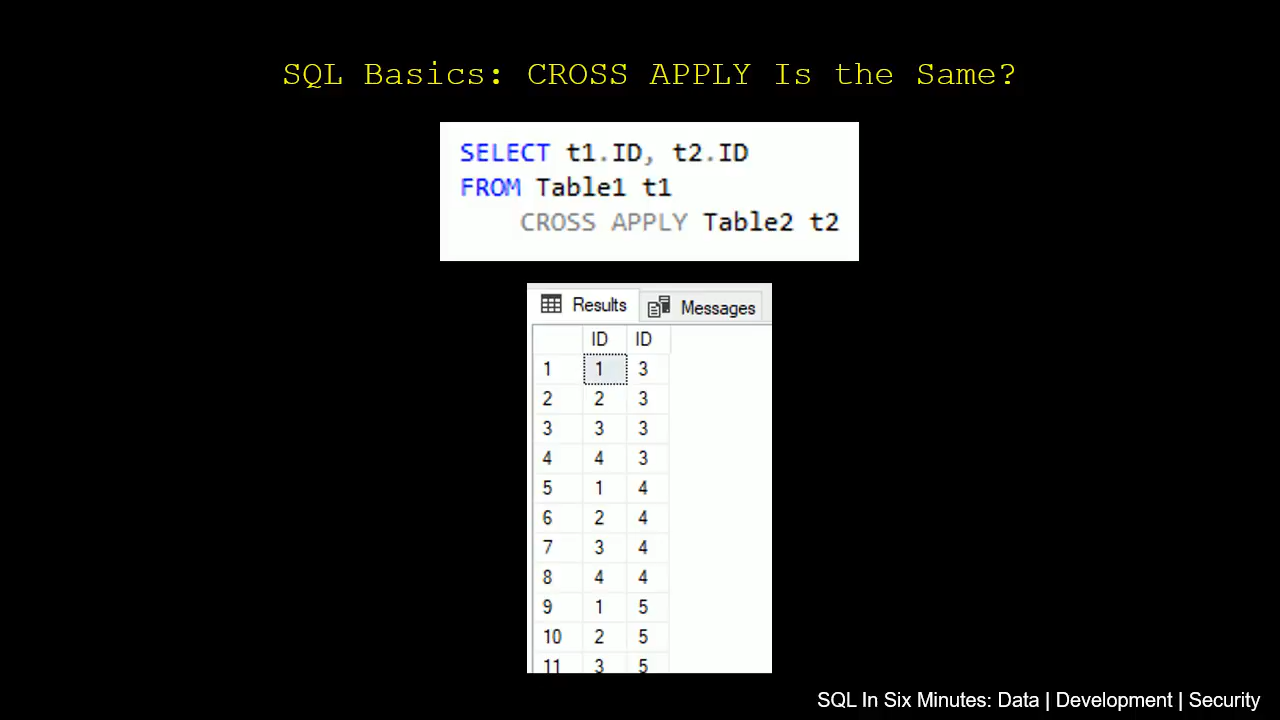 SQL Basics: CROSS APPLY Is the Same?
SELECT t1.ID, t2.ID
FROM Table1 t1
CROSS APPLY Table2 t2
Results Messages
ID ID
1 1 3
2 2 3
3 3 3
4 4 3
5 1 4
6 2 4
7 3 4
8 4 4
9 1 5
10 2 5
11 3 5
SQL In Six Minutes: Data | Development | Security